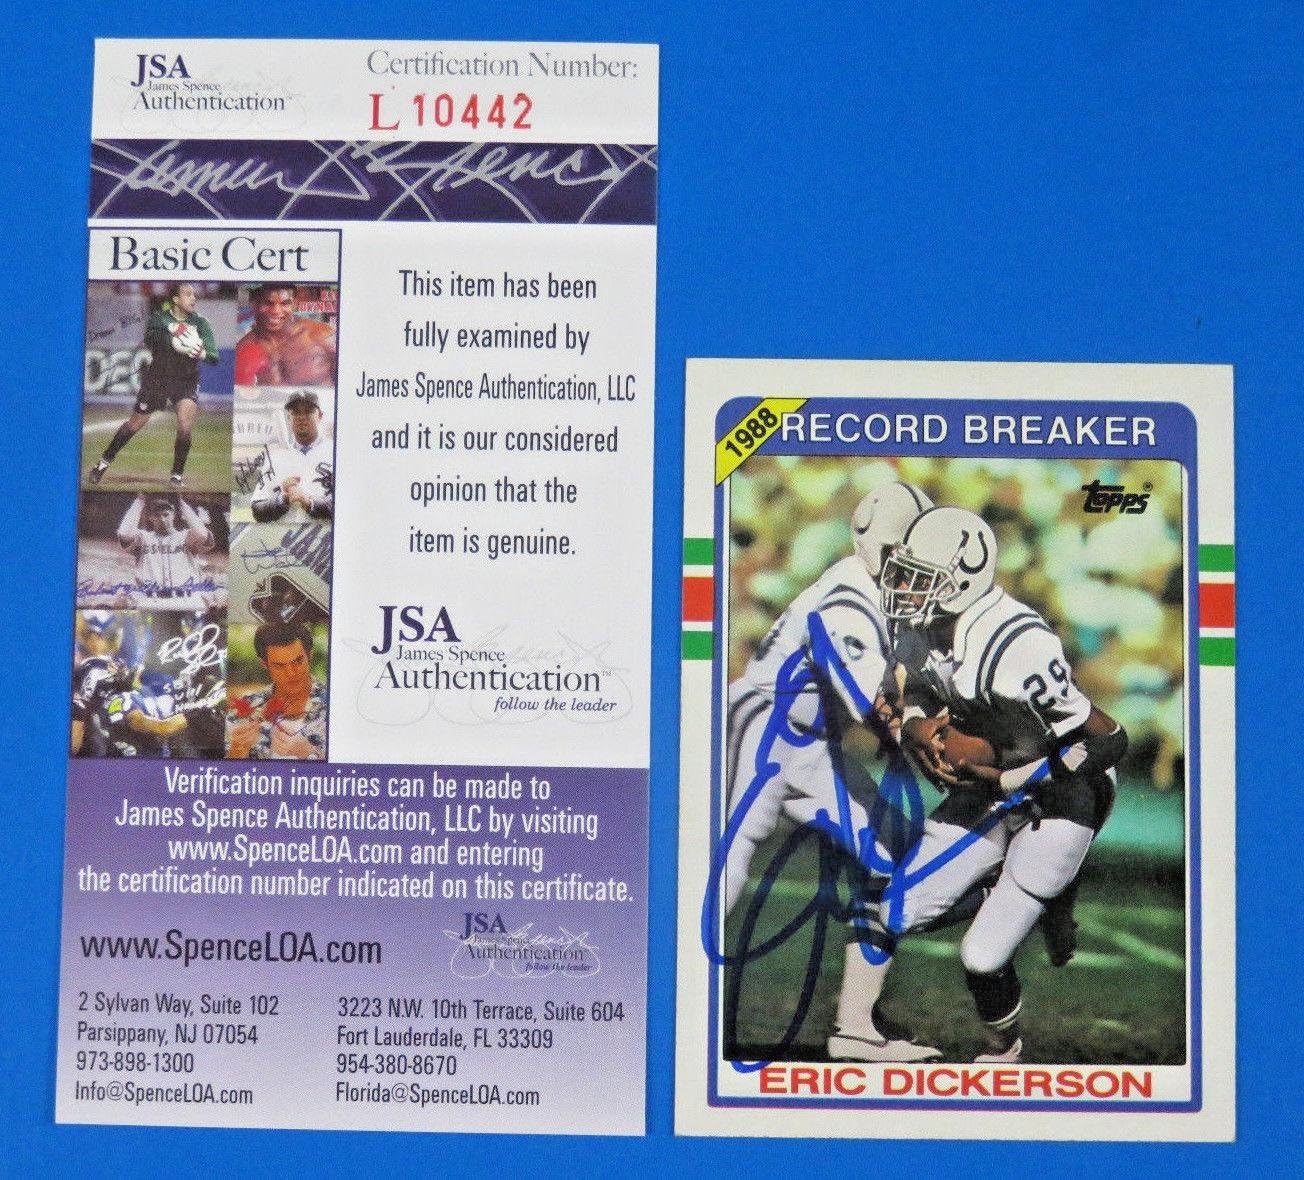 JSA
James Spence
Authentication™
Certification Number:
L 10442
James Spence
Basic Cert
This item has been
fully examined by
James Spence Authentication, LLC
and it is our considered
opinion that the
item is genuine.
JSA
James Spence
Authentication™
follow the leader
Verification inquiries can be made to
James Spence Authentication, LLC by visiting
www.SpenceLOA.com and entering
the certification number indicated on this certificate.
JSA
Authentication
follow the leader
www.SpenceLOA.com
2 Sylvan Way, Suite 102
Parsippany, NJ 07054
973-898-1300
Info@SpenceLOA.com
3223 N.W. 10th Terrace, Suite 604
Fort Lauderdale, FL 33309
954-380-8670
Florida@SpenceLOA.com
1988
RECORD BREAKER
topps®
29
ERIC DICKERSON